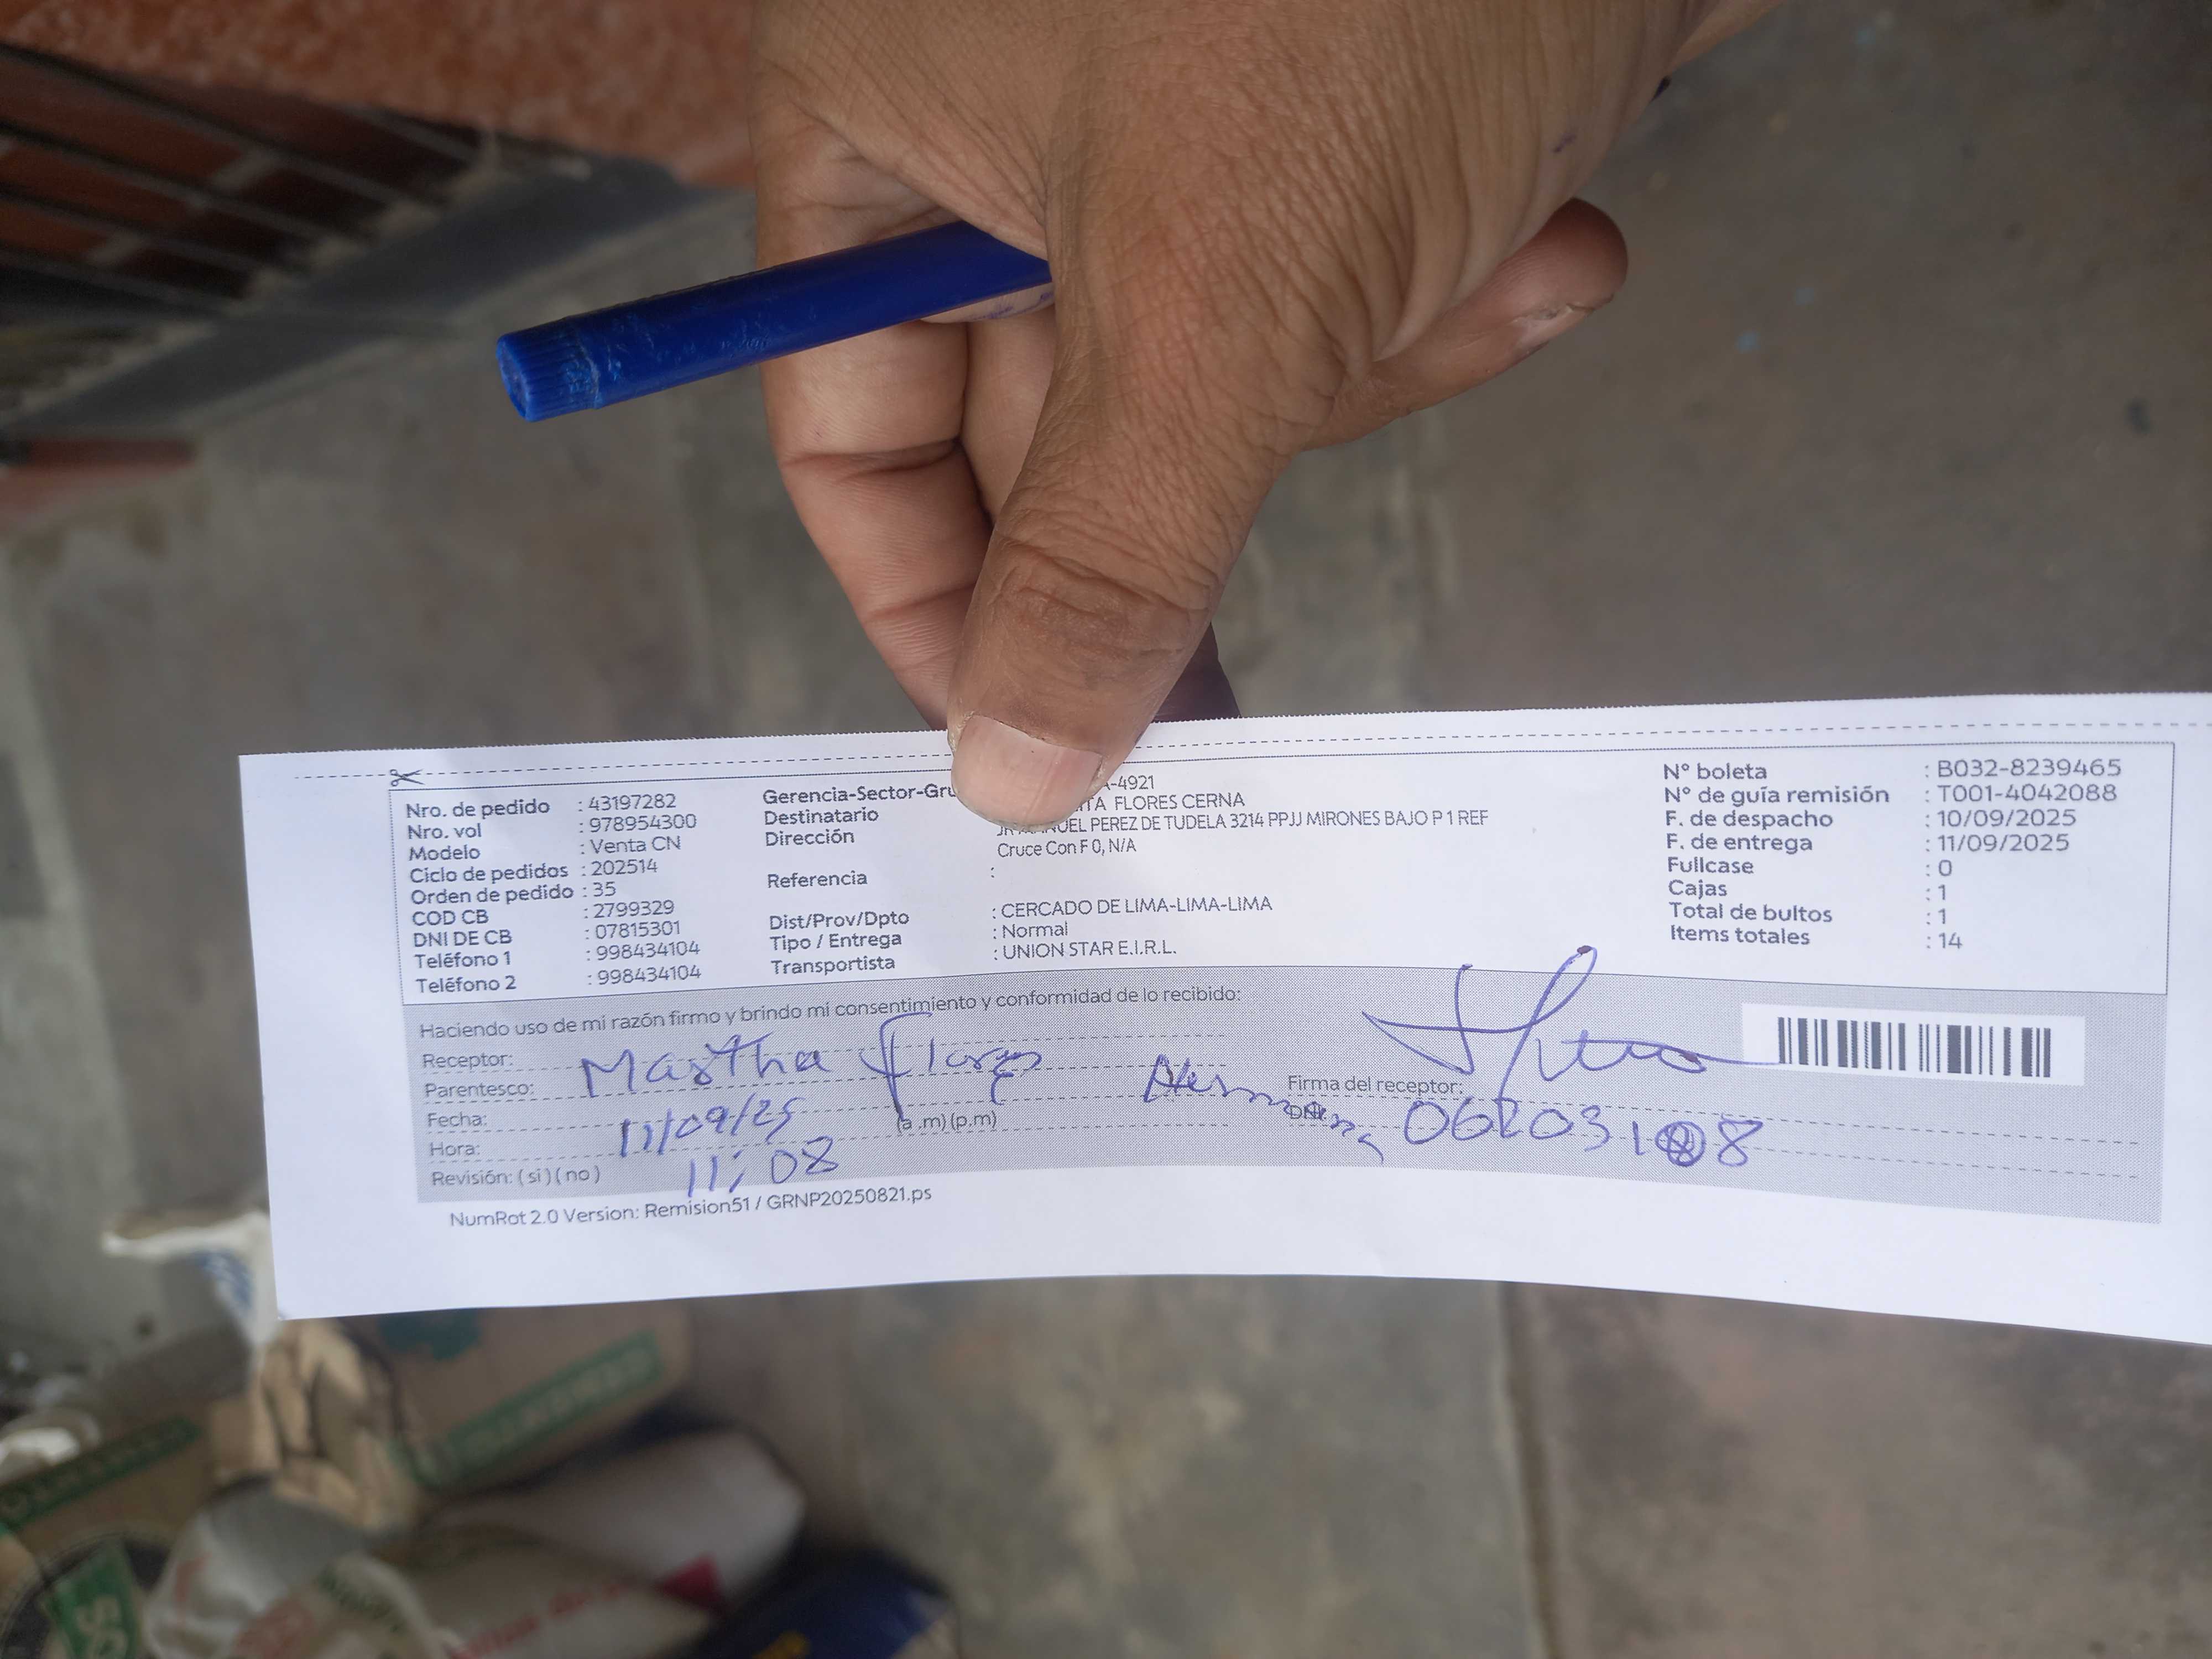 Nro. de pedido : 43197282
Nro. vol : 978954300
Modelo : Venta CN
Ciclo de pedidos : 202514
Orden de pedido : 35
COD CB : 2799329
DNI DE CB : 07815301
Teléfono 1 : 998434104
Teléfono 2 : 998434104
Gerencia-Sector-Gru -4921
Destinatario FLORES CERNA
Dirección PEREZ DE TUDELA 3214 PPJJ MIRONES BAJO P 1 REF
Cruce Con F 0, N/A
Referencia :
Dist/Prov/Dpto : CERCADO DE LIMA-LIMA-LIMA
Tipo / Entrega : Normal
Transportista : UNION STAR E.I.R.L.
N° boleta : B032-8239465
N° de guía remisión : T001-4042088
F. de despacho : 10/09/2025
F. de entrega : 11/09/2025
Fullcase : 0
Cajas : 1
Total de bultos : 1
Items totales : 14
Haciendo uso de mi razón firmo y brindo mi consentimiento y conformidad de lo recibido:
Receptor: Martha Flores
Parentesco: Hermana
Fecha: 11/09/25 (a .m) (p.m)
Hora: 11:08
Revisión: ( si ) ( no )
Firma del receptor:
DNI:
NumRot 2.0 Version: Remision51 / GRNP20250821.ps